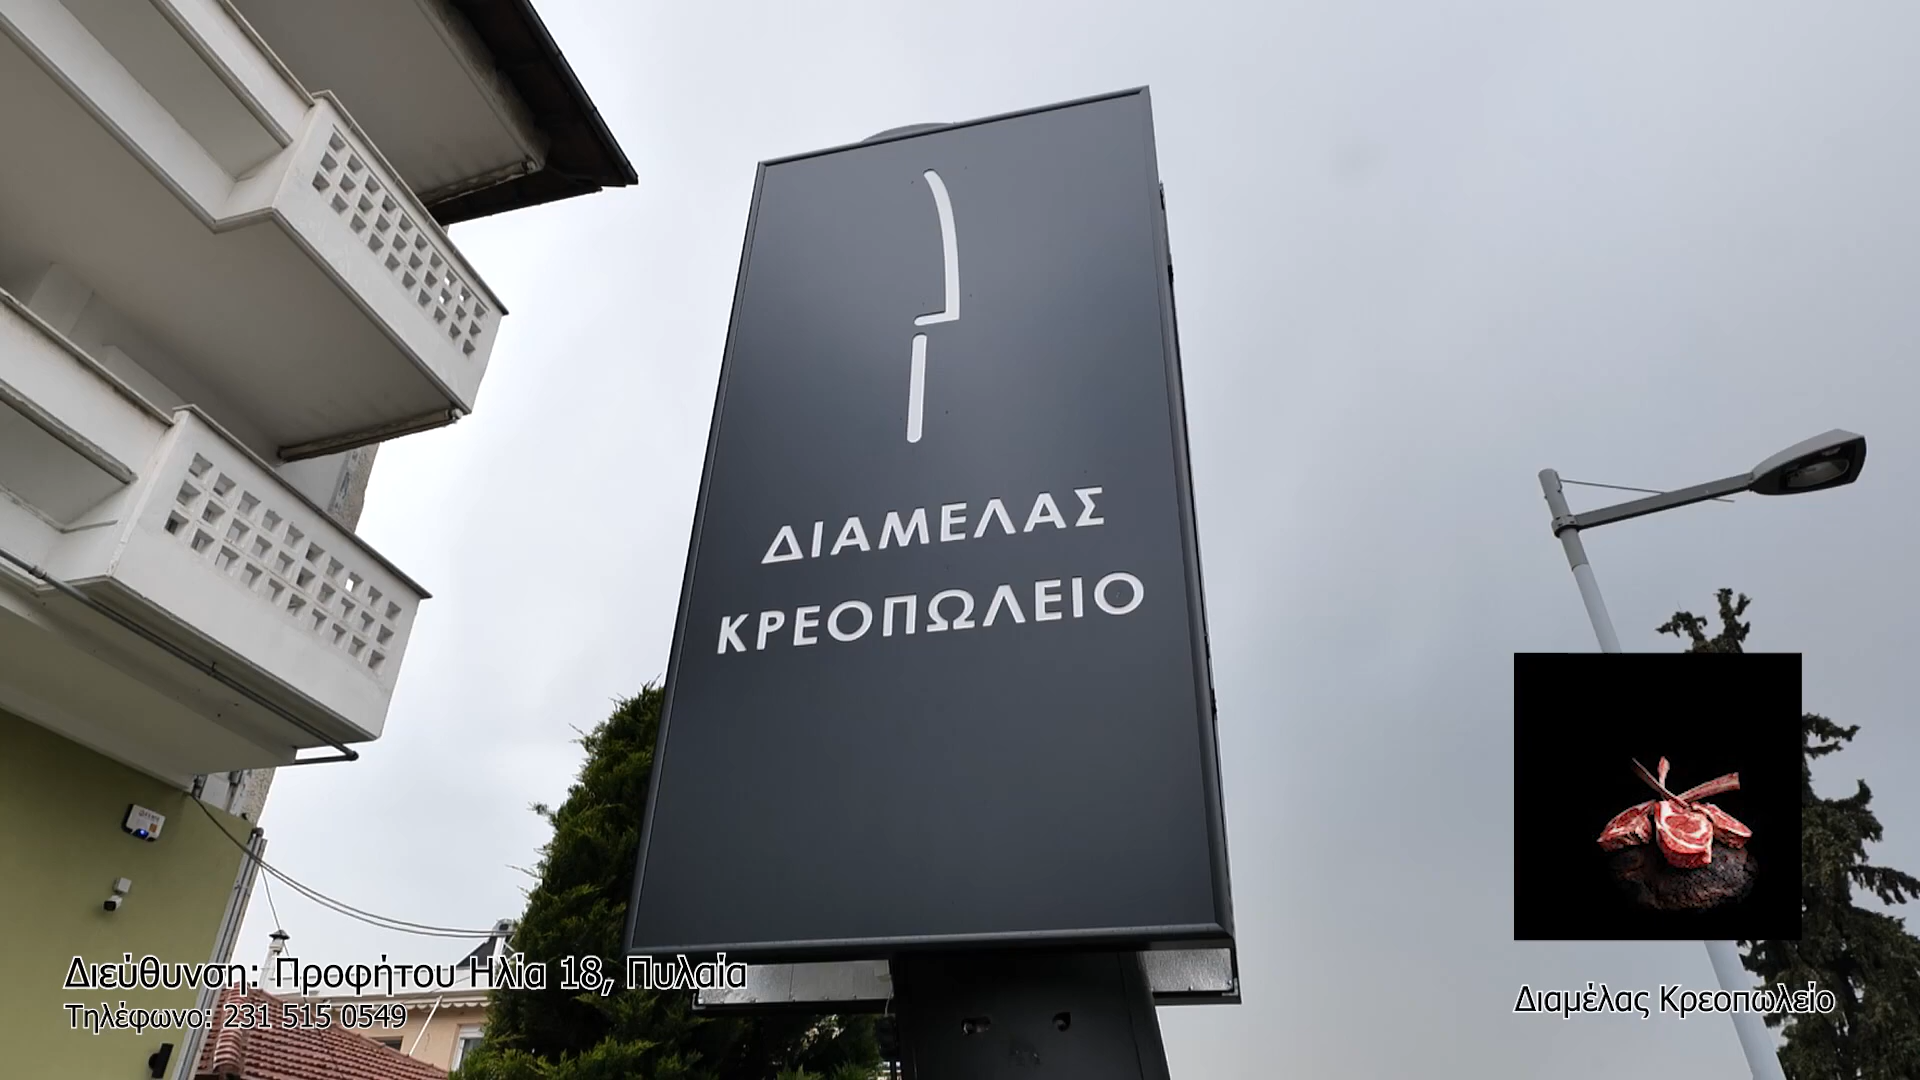 ΔΙΑΜΕΛΑΣ
ΚΡΕΟΠΩΛΕΙΟ
Διεύθυνση: Προφήτου Ηλία 18, Πυλαία
Τηλέφωνο: 231 515 0549
Διαμέλας Κρεοπωλείο